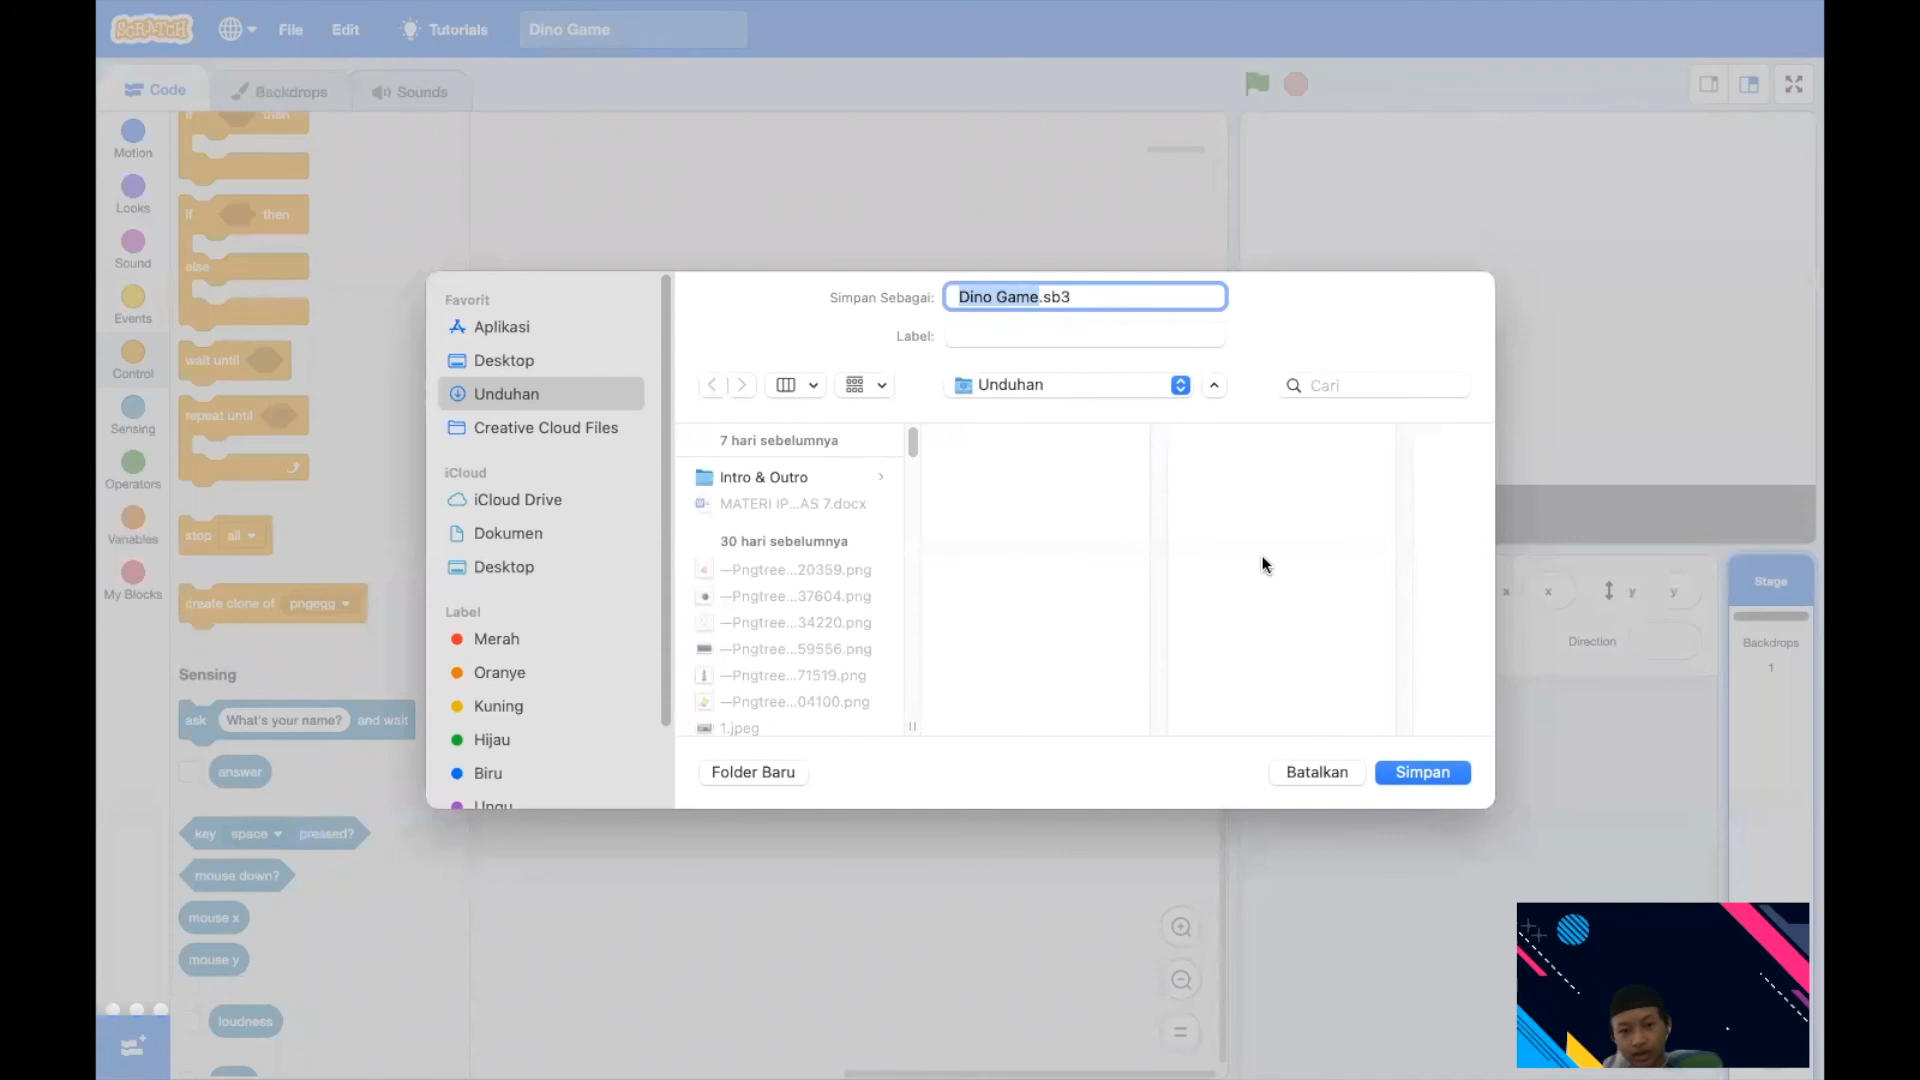 SCRATCH
File
Edit
Tutorials
Dino Game
Code
Backdrops
Sounds
Motion
Looks
Sound
Events
Control
Sensing
Operators
Variables
My Blocks
if then
if then
else
wait until
repeat until
stop all
create clone of pngegg
Sensing
ask What's your name? and wait
answer
key space pressed?
mouse down?
mouse x
mouse y
loudness
Favorit
Aplikasi
Desktop
Unduhan
Creative Cloud Files
iCloud
iCloud Drive
Dokumen
Desktop
Label
Merah
Oranye
Kuning
Hijau
Biru
Ungu
Simpan Sebagai:
Dino Game.sb3
Label:
Unduhan
Cari
7 hari sebelumnya
Intro & Outro
MATERI IP...AS 7.docx
30 hari sebelumnya
—Pngtree...20359.png
—Pngtree...37604.png
—Pngtree...34220.png
—Pngtree...59556.png
—Pngtree...71519.png
—Pngtree...04100.png
1.jpeg
Folder Baru
Batalkan
Simpan
x x y y
Direction
Stage
Backdrops
1